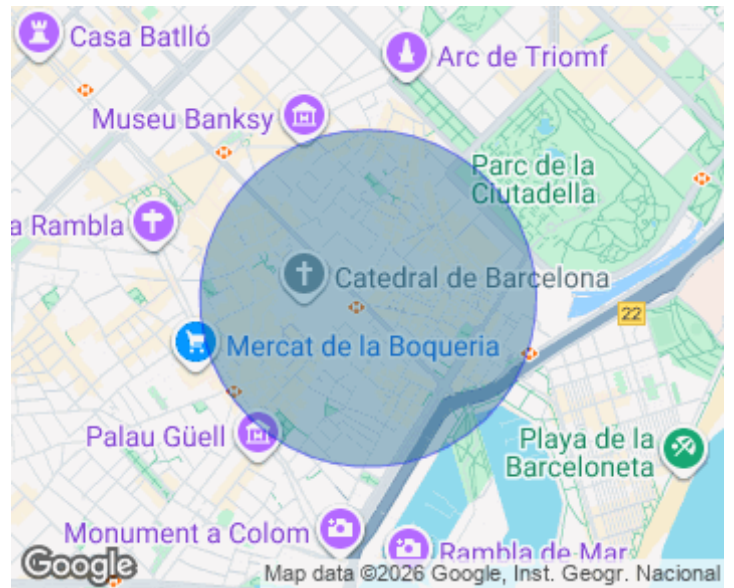 Casa Batlló
Arc de Triomf
Museu Banksy
Parc de la
Ciutadella
a Rambla
Catedral de Barcelona
22
Mercat de la Boqueria
Palau Güell
Playa de la
Barceloneta
Monument a Colom
Rambla de Mar
Google
Map data ©2026 Google, Inst. Geogr. Nacional